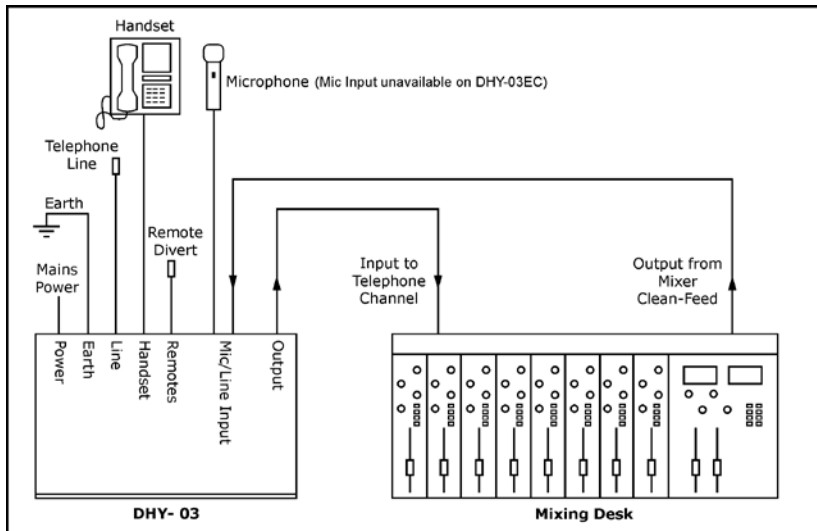 Handset
Microphone (Mic Input unavailable on DHY-03EC)
Telephone
Line
Earth
Remote
Divert
Mains
Power
Input to
Telephone
Channel
Output from
Mixer
Clean-Feed
Power
Earth
Line
Handset
Remotes
Mic/Line Input
Output
DHY- 03
Mixing Desk